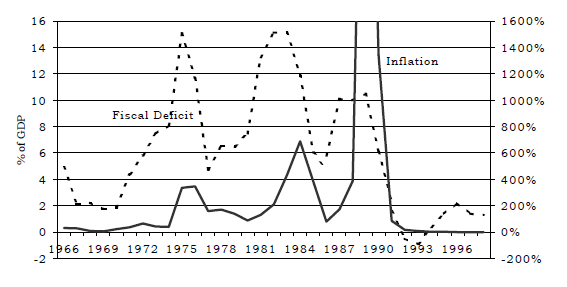 16 1600%
14 1400%
12 1200%
Inflation
10 1000%
Fiscal Deficit
8 800%
% of GDP
6 600%
4 400%
2 200%
0 0%
1966 1969 1972 1975 1978 1981 1984 1987 1990 1993 1996
-2 -200%